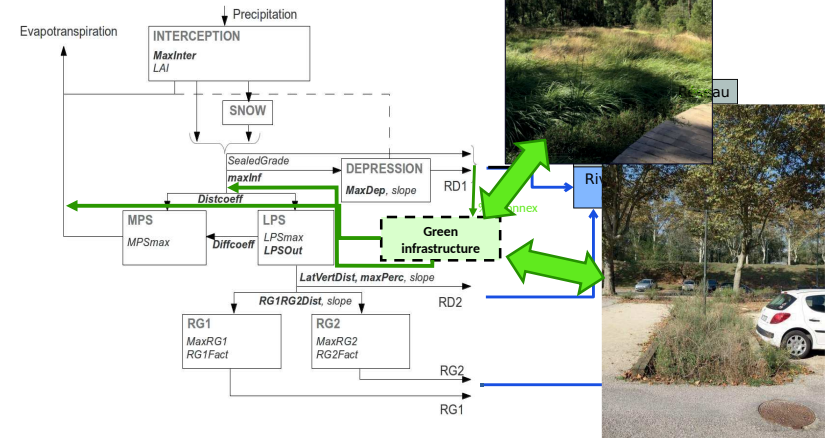 Precipitation
Evapotranspiration
INTERCEPTION
MaxInter
LAI
SNOW
SealedGrade
maxInf
DEPRESSION
MaxDep, slope
RD1
Distcoeff
MPS
MPSmax
Diffcoeff
LPS
LPSmax
LPSOut
Green
infrastructure
LatVertDist, maxPerc, slope
RD2
RG1RG2Dist, slope
RG1
MaxRG1
RG1Fact
RG2
MaxRG2
RG2Fact
RG2
RG1